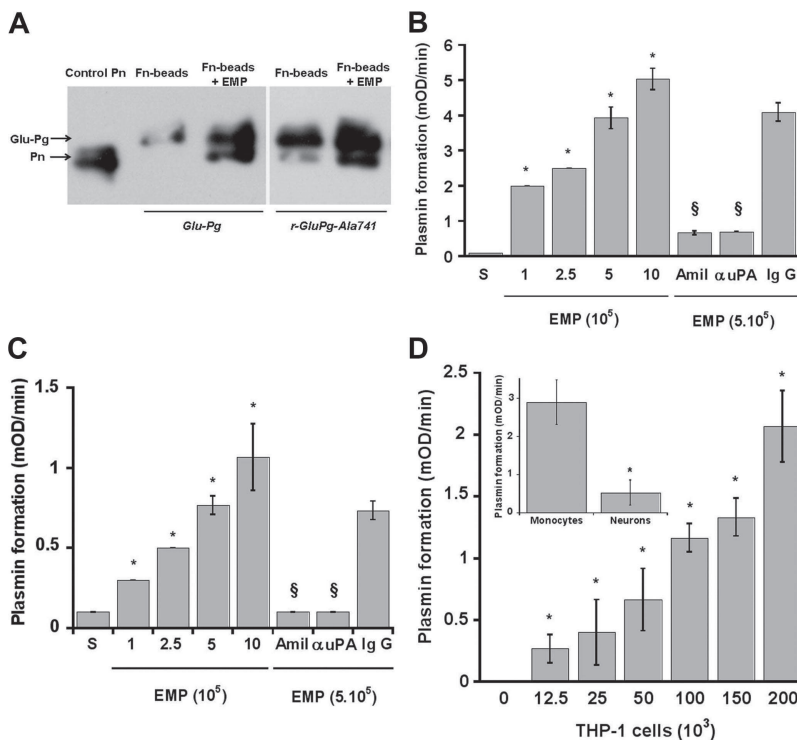 A
Control Pn Fn-beads Fn-beads + EMP Fn-beads Fn-beads + EMP
Glu-Pg
Pn
Glu-Pg r-GluPg-Ala741
B
Plasmin formation (mOD/min)
6
5
4
3
2
1
0
* * * * § §
S 1 2.5 5 10 Amil αuPA Ig G
EMP (10⁵) EMP (5.10⁵)
C
Plasmin formation (mOD/min)
1.5
1
0.5
0
* * * * § §
S 1 2.5 5 10 Amil αuPA Ig G
EMP (10⁵) EMP (5.10⁵)
D
Plasmin formation (mOD/min)
2.5
2
1.5
1
0.5
0
* * * * * *
0 12.5 25 50 100 150 200
THP-1 cells (10³)
Plasmin formation (mOD/min)
3
2
1
0
*
Monocytes Neurons